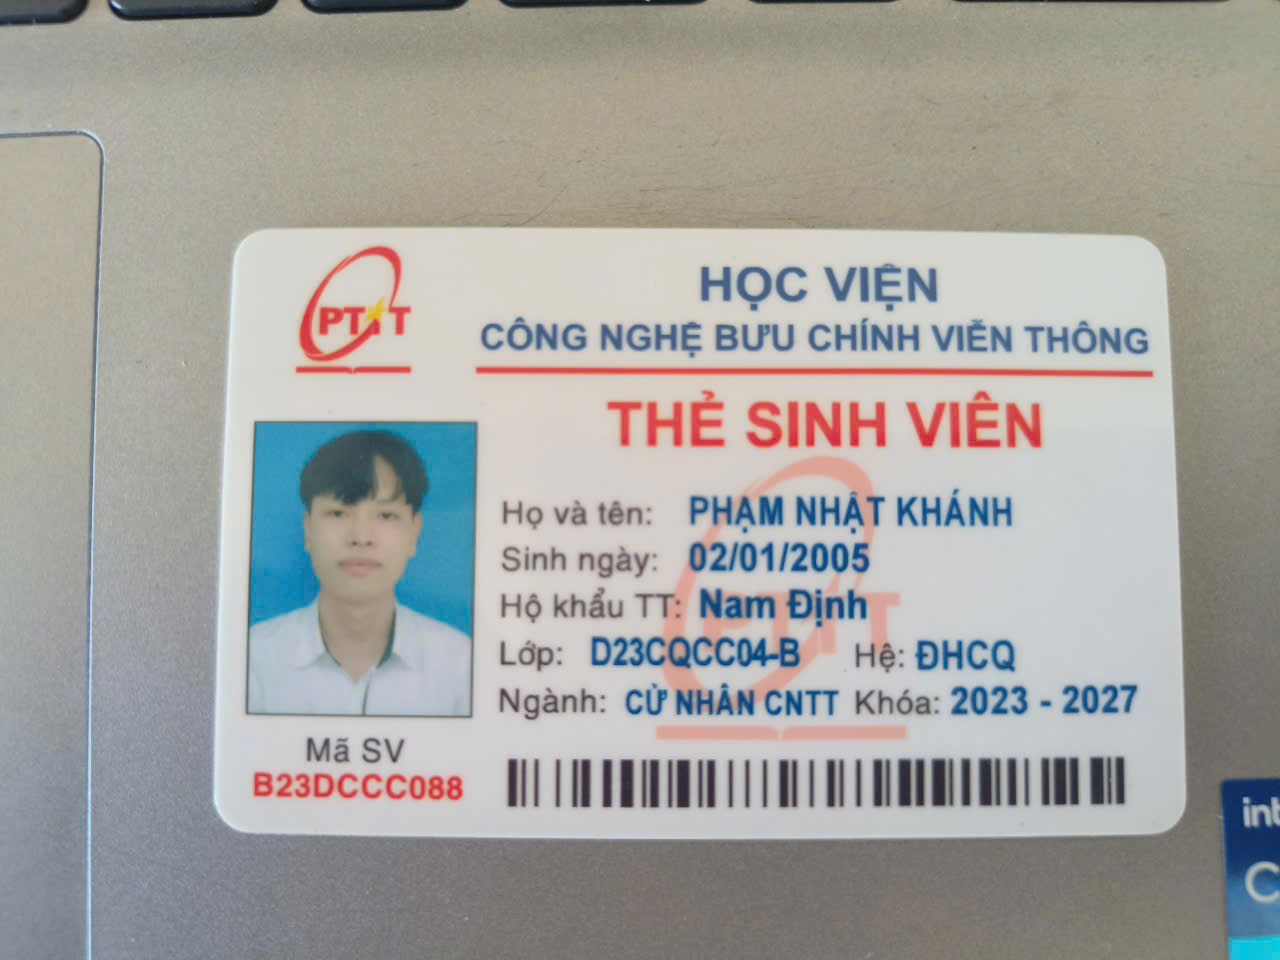 PTIT
HỌC VIỆN
CÔNG NGHỆ BƯU CHÍNH VIỄN THÔNG
THẺ SINH VIÊN
Họ và tên: PHẠM NHẬT KHÁNH
Sinh ngày: 02/01/2005
Hộ khẩu TT: Nam Định
Lớp: D23CQCC04-B Hệ: ĐHCQ
Ngành: CỬ NHÂN CNTT Khóa: 2023 - 2027
Mã SV
B23DCCC088